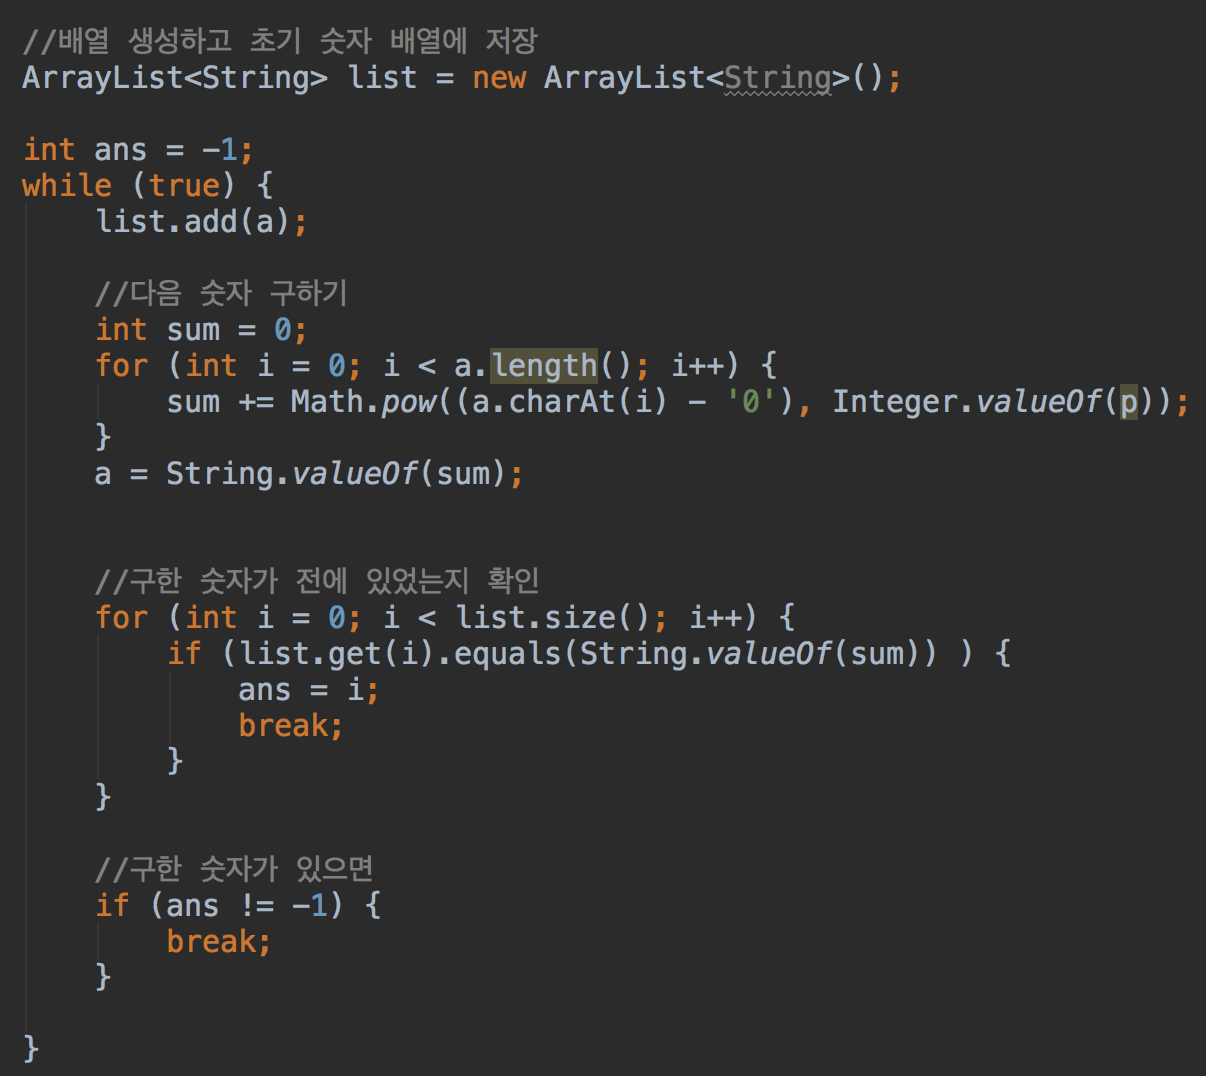 //배열 생성하고 초기 숫자 배열에 저장
ArrayList<String> list = new ArrayList<String>();
int ans = -1;
while (true) {
list.add(a);
//다음 숫자 구하기
int sum = 0;
for (int i = 0; i < a.length(); i++) {
sum += Math.pow((a.charAt(i) - '0'), Integer.valueOf(p));
}
a = String.valueOf(sum);
//구한 숫자가 전에 있었는지 확인
for (int i = 0; i < list.size(); i++) {
if (list.get(i).equals(String.valueOf(sum)) ) {
ans = i;
break;
}
}
//구한 숫자가 있으면
if (ans != -1) {
break;
}
}